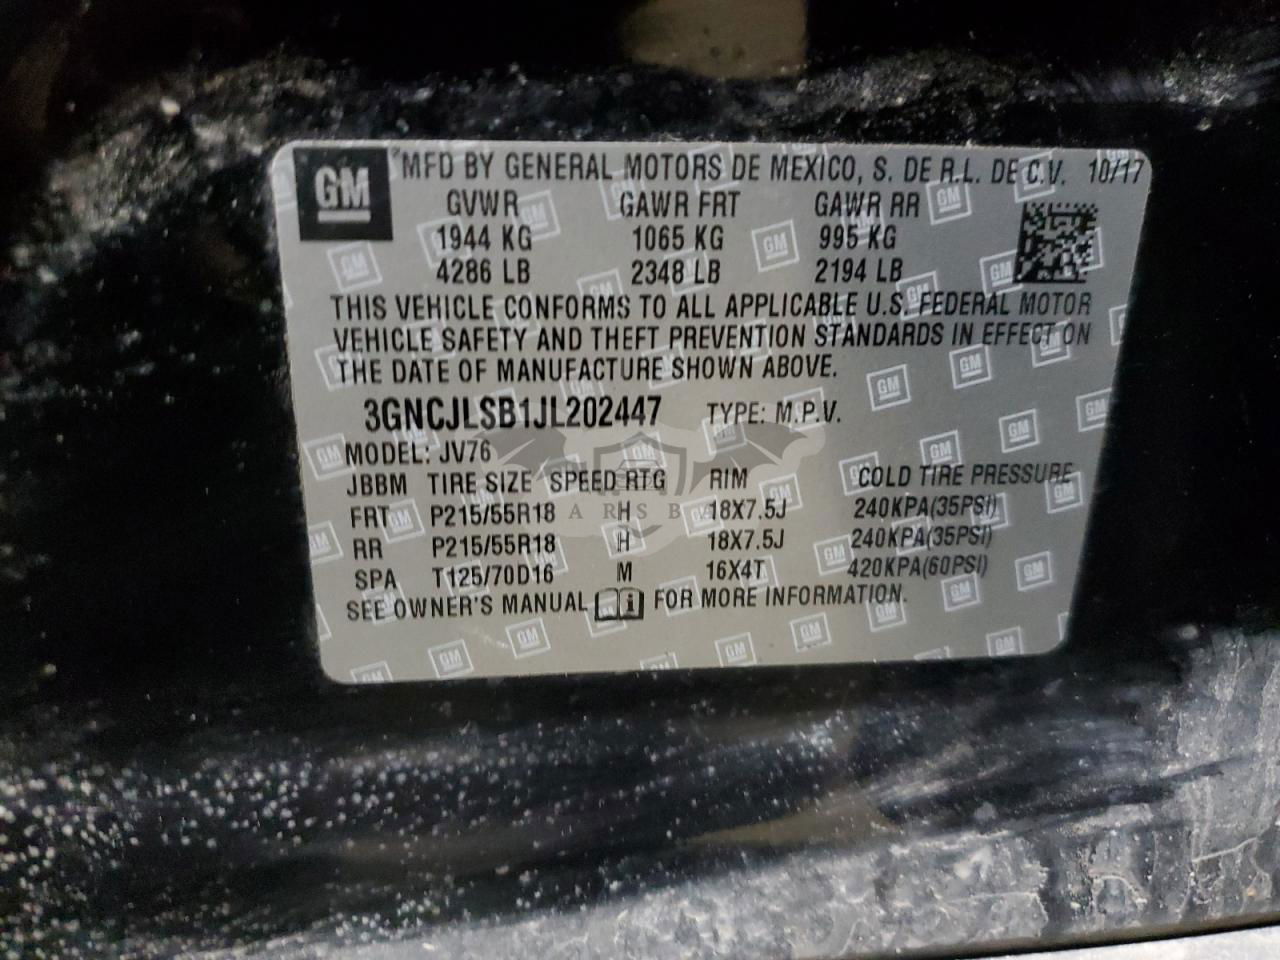 GM MFD BY GENERAL MOTORS DE MEXICO, S. DE R.L. DE C.V. 10/17
GVWR GAWR FRT GAWR RR
1944 KG 1065 KG 995 KG
4286 LB 2348 LB 2194 LB
THIS VEHICLE CONFORMS TO ALL APPLICABLE U.S. FEDERAL MOTOR
VEHICLE SAFETY AND THEFT PREVENTION STANDARDS IN EFFECT ON
THE DATE OF MANUFACTURE SHOWN ABOVE.
3GNCJLSB1JL202447 TYPE: M.P.V.
MODEL: JV76
JBBM TIRE SIZE SPEED RTG RIM COLD TIRE PRESSURE
FRT P215/55R18 H 18X7.5J 240KPA(35PSI)
RR P215/55R18 H 18X7.5J 240KPA(35PSI)
SPA T125/70D16 M 16X4T 420KPA(60PSI)
SEE OWNER'S MANUAL i FOR MORE INFORMATION.